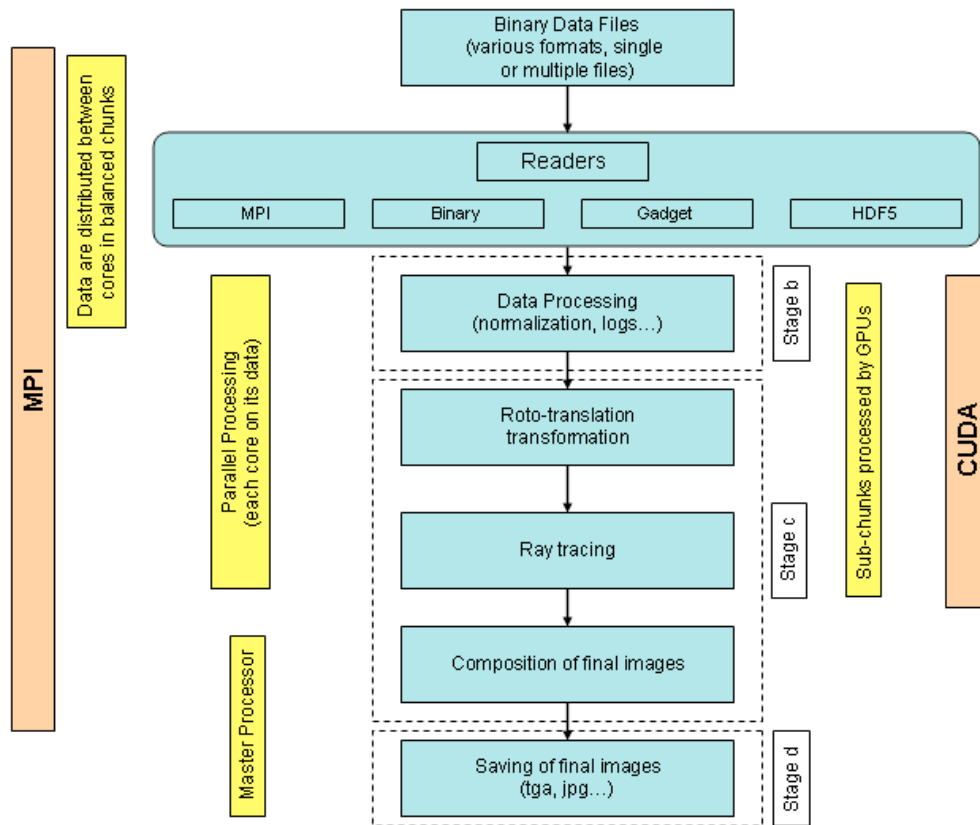 Binary Data Files
(various formats, single
or multiple files)
MPI
Data are distributed between
cores in balanced chunks
Readers
MPI
Binary
Gadget
HDF5
Data Processing
(normalization, logs...)
Stage b
Parallel Processing
(each core on its data)
Sub-chunks processed by GPUs
CUDA
Roto-translation
transformation
Ray tracing
Stage c
Composition of final images
Master Processor
Saving of final images
(tga, jpg...)
Stage d